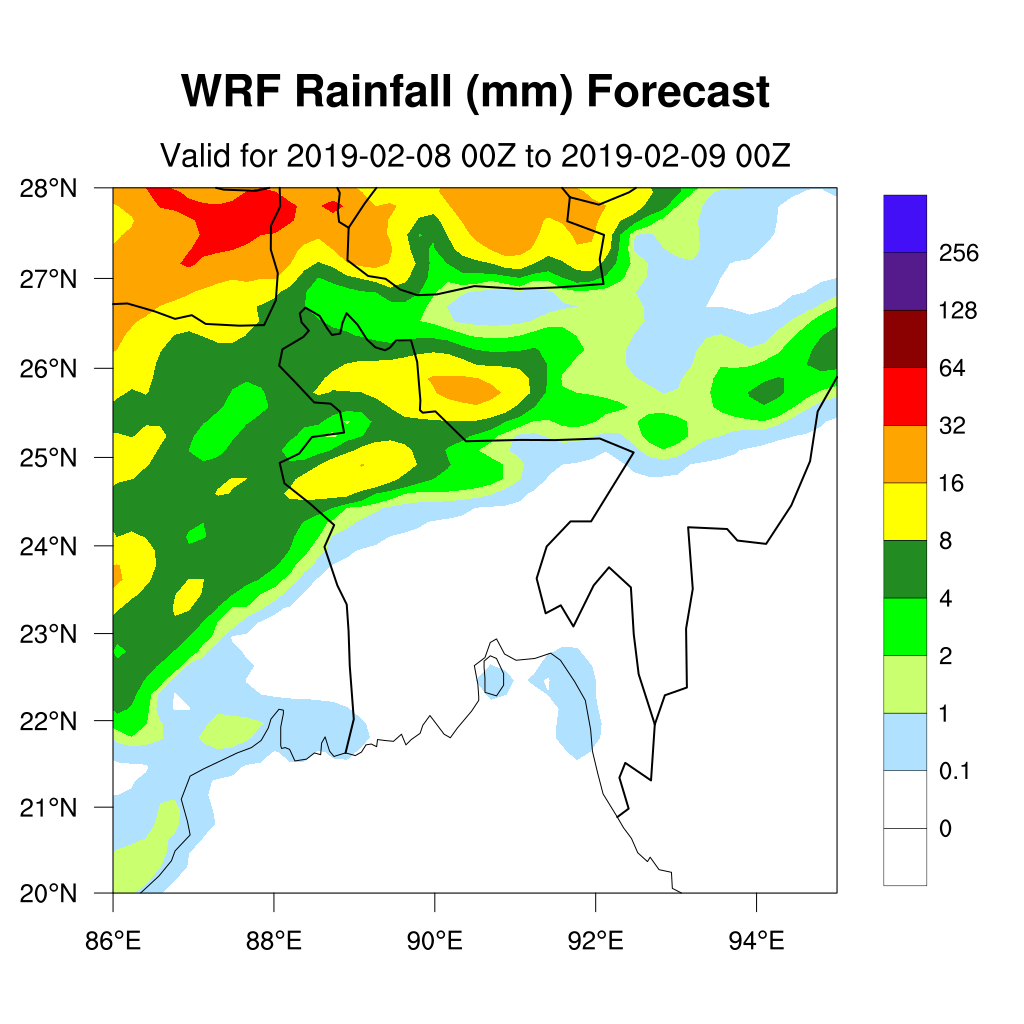 WRF Rainfall (mm) Forecast
Valid for 2019-02-08 00Z to 2019-02-09 00Z
28°N
27°N
26°N
25°N
24°N
23°N
22°N
21°N
20°N
86°E 88°E 90°E 92°E 94°E
256
128
64
32
16
8
4
2
1
0.1
0